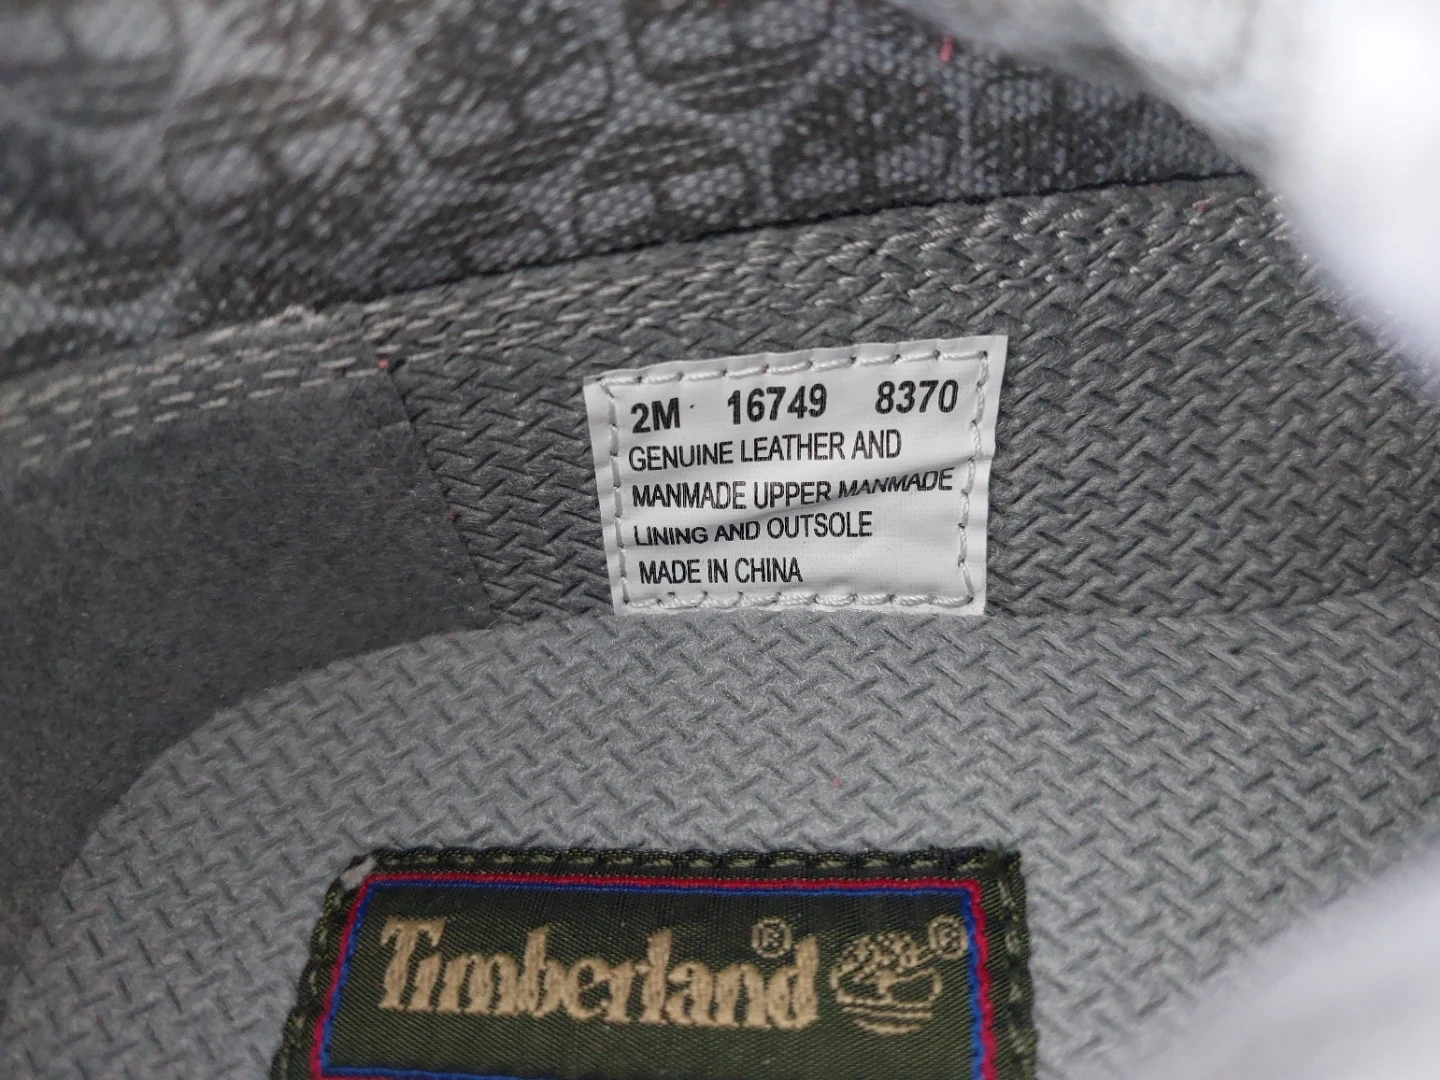 2M 16749 8370
GENUINE LEATHER AND
MANMADE UPPER MANMADE
LINING AND OUTSOLE
MADE IN CHINA
Timberland® ®